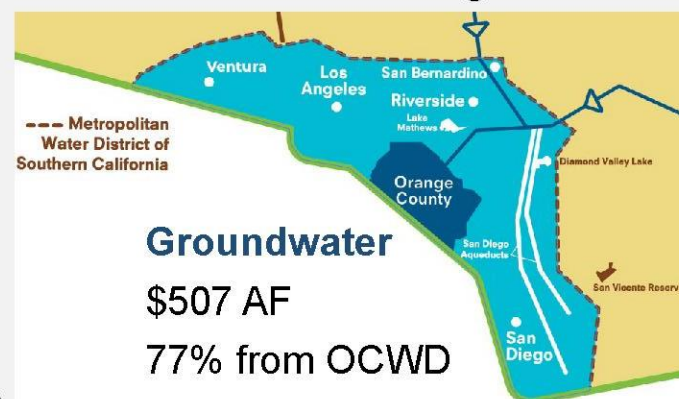 Ventura
Los
Angeles
San Bernardino
Riverside
Lake
Mathews
--- Metropolitan
Water District of
Southern California
Diamond Valley Lake
Orange
County
Groundwater
San Diego
Aqueducts
$507 AF
San Vicente Reserv
77% from OCWD
San
Diego